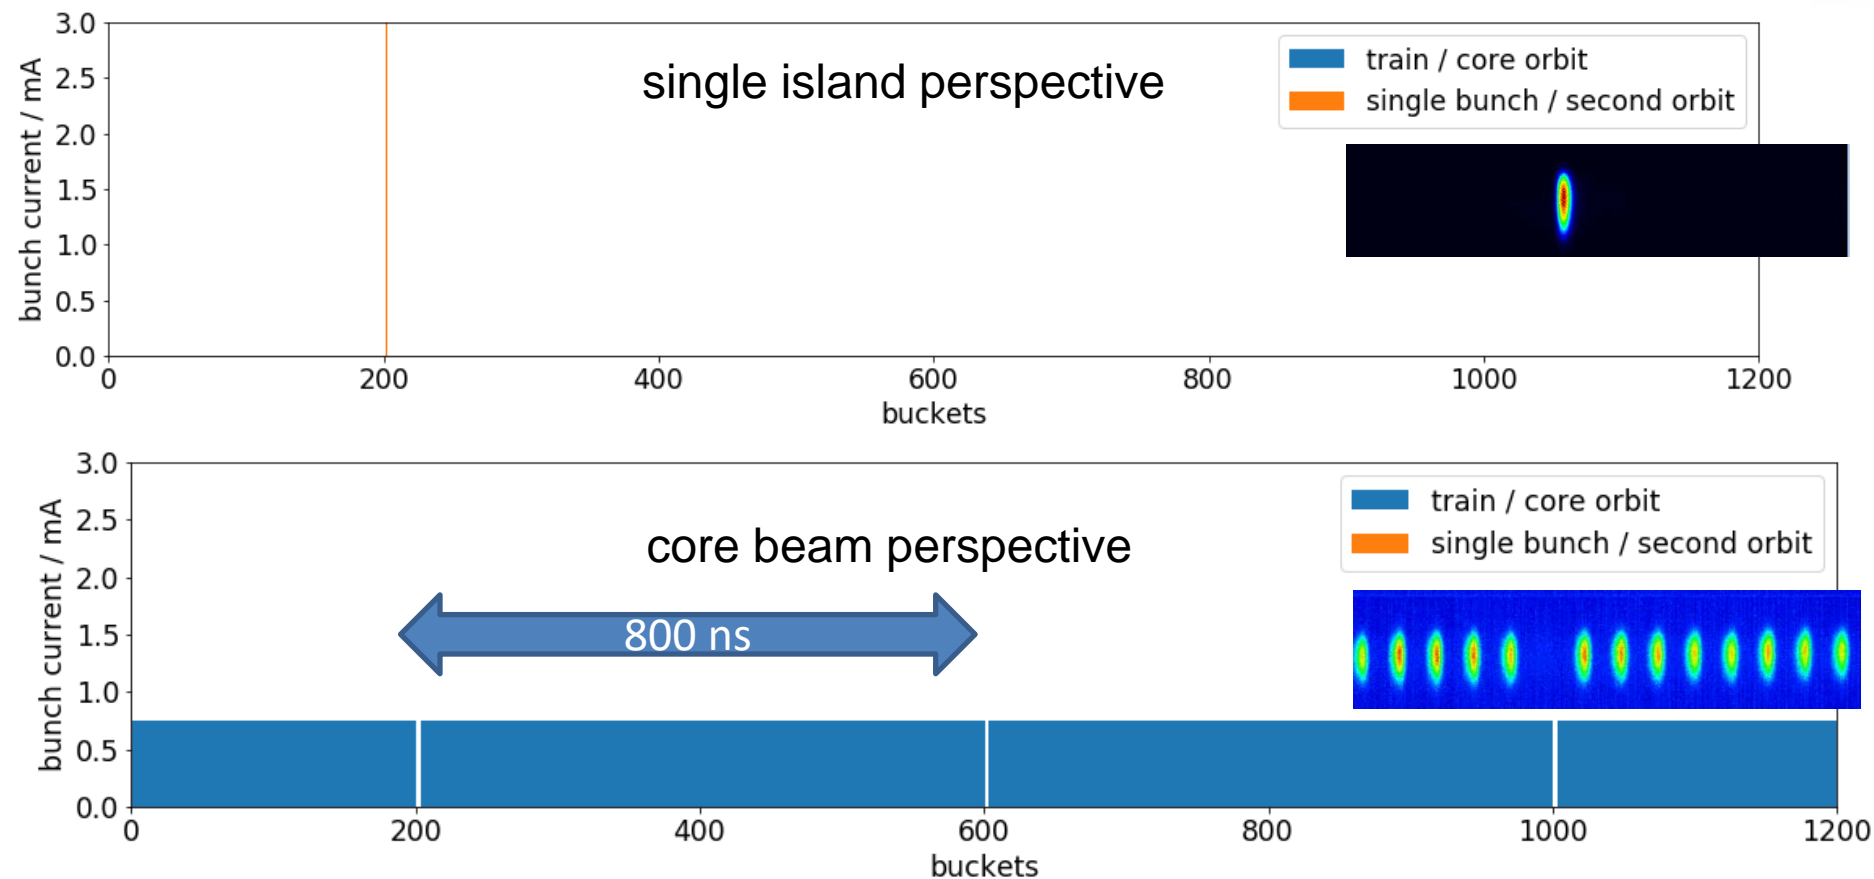 3.0
2.5
2.0
1.5
1.0
0.5
0.0
bunch current / mA
single island perspective
train / core orbit
single bunch / second orbit
0 200 400 600 800 1000 1200
buckets
3.0
2.5
2.0
1.5
1.0
0.5
0.0
bunch current / mA
core beam perspective
train / core orbit
single bunch / second orbit
800 ns
0 200 400 600 800 1000 1200
buckets